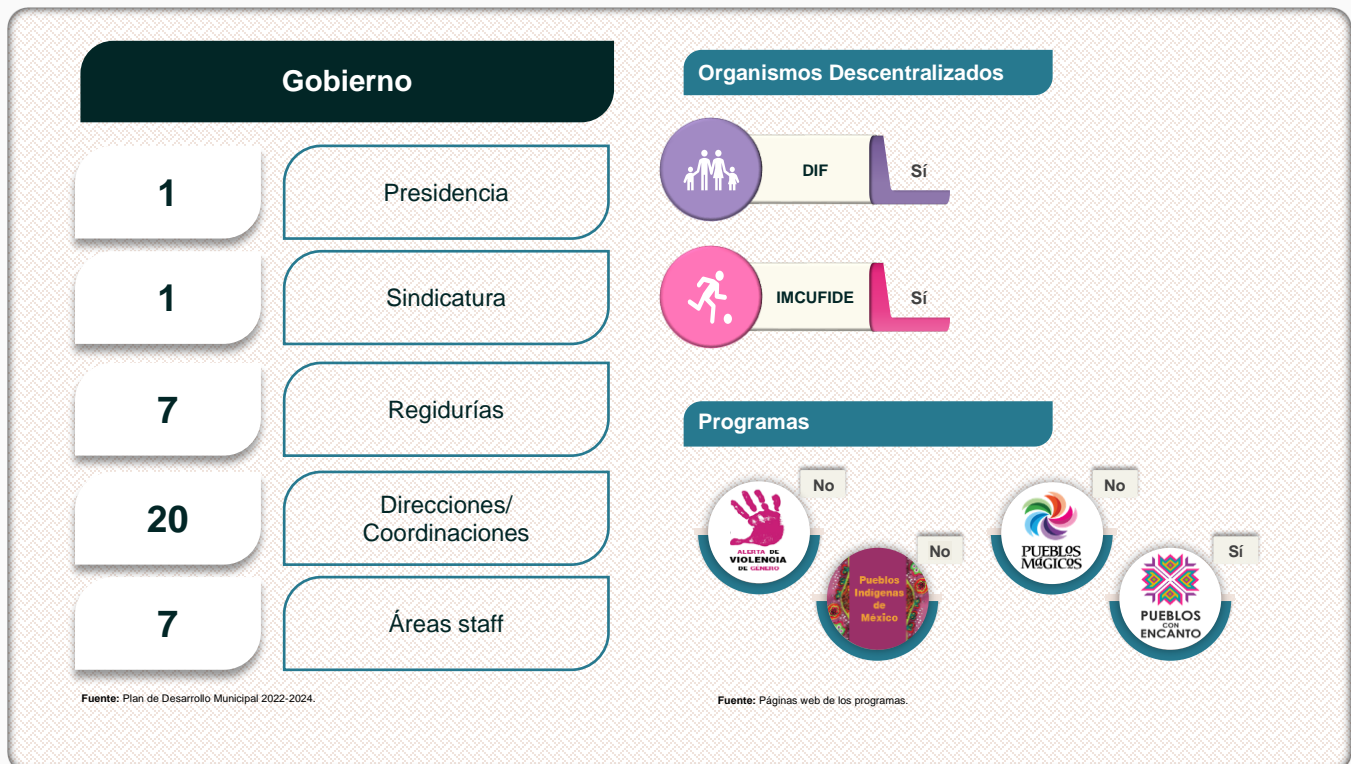 Gobierno
1
Presidencia
1
Sindicatura
7
Regidurías
20
Direcciones/
Coordinaciones
7
Áreas staff
Fuente: Plan de Desarrollo Municipal 2022-2024.
Organismos Descentralizados
DIF
Sí
IMCUFIDE
Sí
Programas
No
ALERTA DE
VIOLENCIA
DE GENERO
No
Pueblos
Indígenas
de
México
No
PUEBLOS
MáGICOS
Sí
PUEBLOS
CON
ENCANTO
Fuente: Páginas web de los programas.